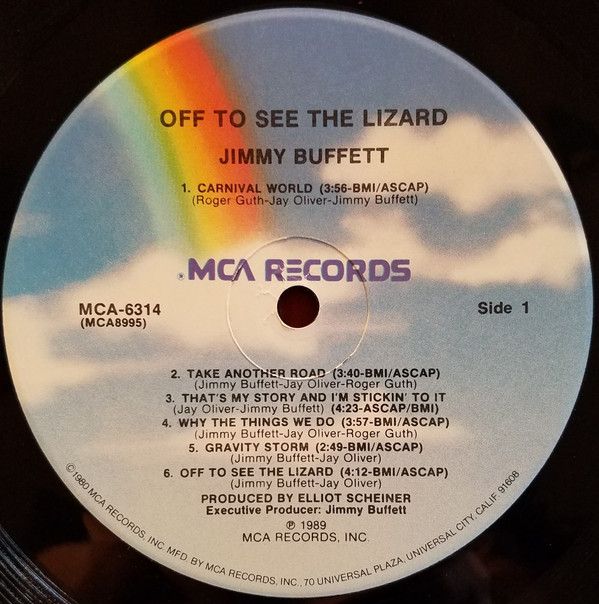 OFF TO SEE THE LIZARD
JIMMY BUFFETT
1. CARNIVAL WORLD (3:56-BMI/ASCAP)
(Roger Guth-Jay Oliver-Jimmy Buffett)
MCA RECORDS
MCA-6314
(MCA8995)
Side 1
2. TAKE ANOTHER ROAD (3:40-BMI/ASCAP)
(Jimmy Buffett-Jay Oliver-Roger Guth)
3. THAT'S MY STORY AND I'M STICKIN' TO IT
(Jay Oliver-Jimmy Buffett) (4:23-ASCAP/BMI)
4. WHY THE THINGS WE DO (3:57-BMI/ASCAP)
(Jimmy Buffett-Jay Oliver-Roger Guth)
5. GRAVITY STORM (2:49-BMI/ASCAP)
(Jimmy Buffett-Jay Oliver)
6. OFF TO SEE THE LIZARD (4:12-BMI/ASCAP)
(Jimmy Buffett-Jay Oliver)
PRODUCED BY ELLIOT SCHEINER
Executive Producer: Jimmy Buffett
℗ 1989
MCA RECORDS, INC.
©1980 MCA RECORDS, INC. MFD. BY MCA RECORDS, INC., 70 UNIVERSAL PLAZA, UNIVERSAL CITY, CALIF. 91608